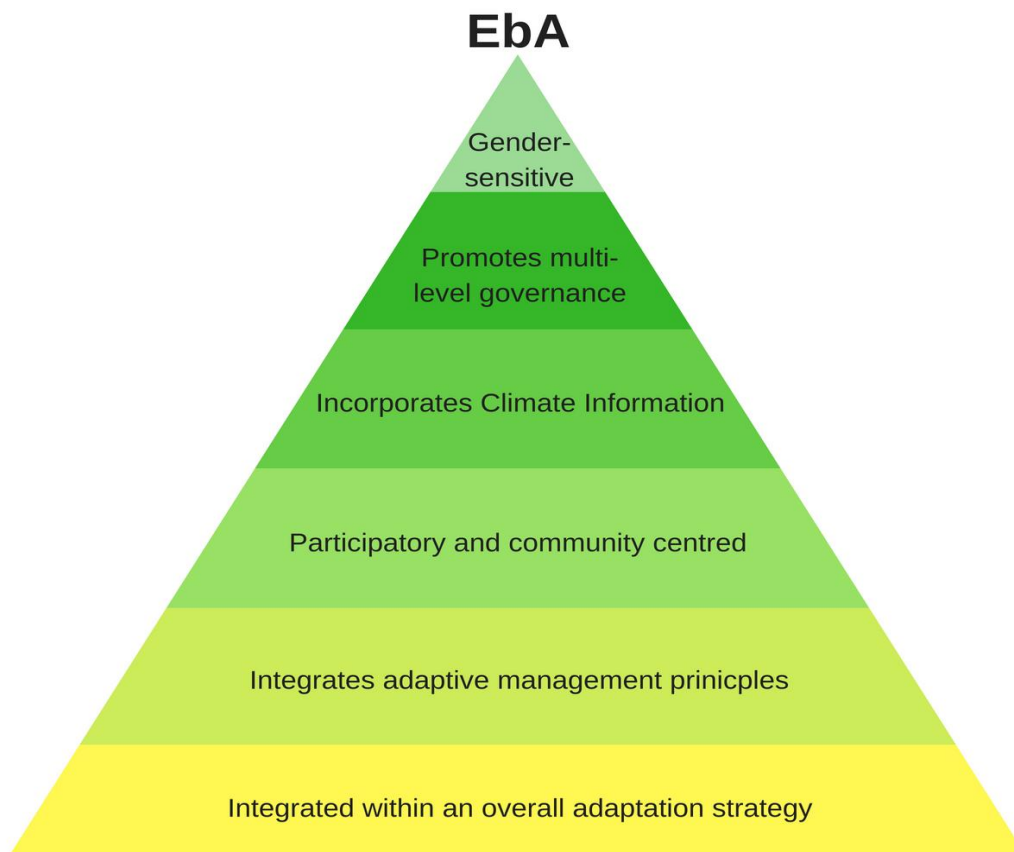 EbA
Gender-
sensitive
Promotes multi-
level governance
Incorporates Climate Information
Participatory and community centred
Integrates adaptive management prinicples
Integrated within an overall adaptation strategy